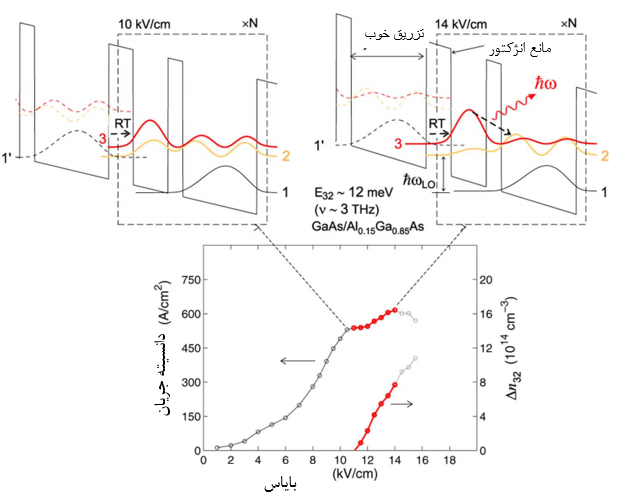 10 kV/cm
×N
3
RT
1'
2
1
14 kV/cm
×N
تزریق خوب
مانع انژکتور
ħω
RT
3
2
ħωLO
1
E32 ~ 12 meV
(ν ~ 3 THz)
GaAs/Al0.15Ga0.85As
دانسیته جریان (A/cm²)
750
600
450
300
150
0
20
16
12
8
4
0
Δn32 (10¹⁴ cm⁻³)
0 2 4 6 8 10 12 14 16 18
(kV/cm)
بایاس